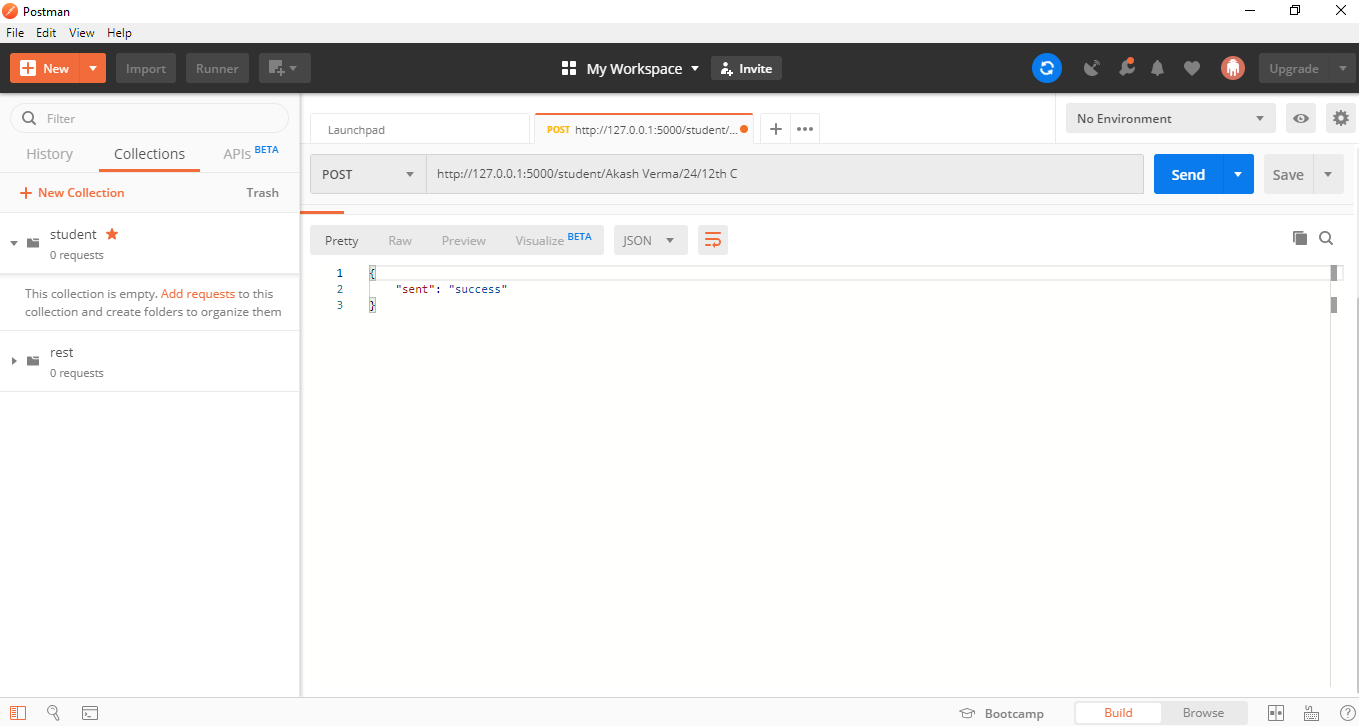 Postman
File Edit View Help
New Import Runner My Workspace Invite Upgrade
Filter
History Collections APIs BETA
New Collection Trash
student
0 requests
This collection is empty. Add requests to this
collection and create folders to organize them
rest
0 requests
Launchpad POST http://127.0.0.1:5000/student/... No Environment
POST http://127.0.0.1:5000/student/Akash Verma/24/12th C Send Save
Pretty Raw Preview Visualize BETA JSON
1 {
2 "sent": "success"
3 }
Bootcamp Build Browse